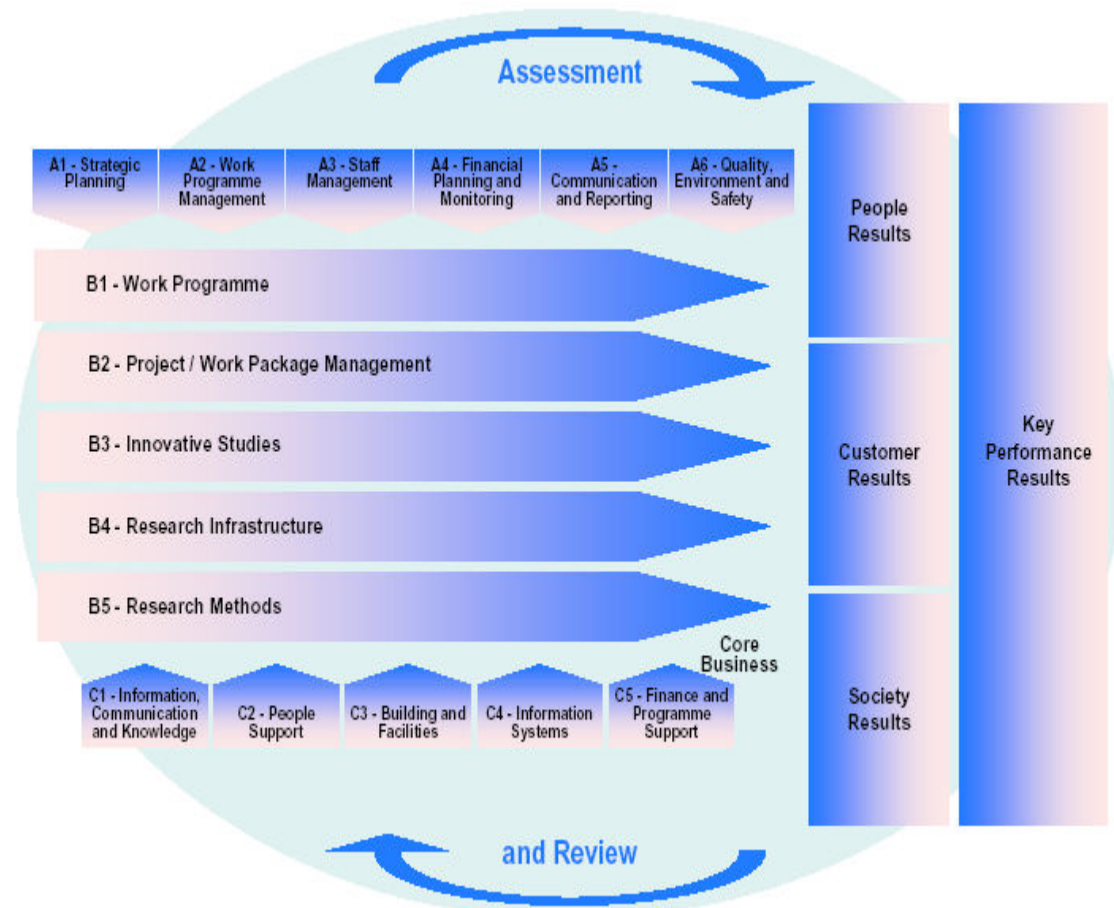 Assessment
A1 - Strategic
Planning
A2 - Work
Programme
Management
A3 - Staff
Management
A4 - Financial
Planning and
Monitoring
A5 -
Communication
and Reporting
A6 - Quality,
Environment and
Safety
B1 - Work Programme
B2 - Project / Work Package Management
B3 - Innovative Studies
B4 - Research Infrastructure
B5 - Research Methods
Core
Business
C1 - Information,
Communication
and Knowledge
C2 - People
Support
C3 - Building and
Facilities
C4 - Information
Systems
C5 - Finance and
Programme
Support
People
Results
Customer
Results
Society
Results
Key
Performance
Results
and Review